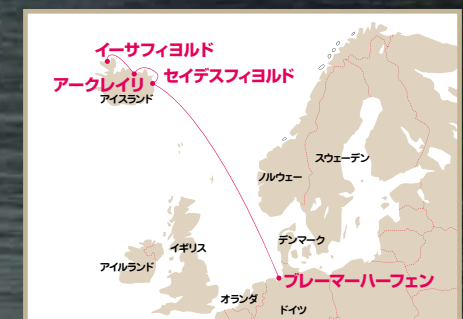 イーサフィヨルド
アークレイリ
セイデスフィヨルド
アイスランド
スウェーデン
ノルウェー
デンマーク
イギリス
アイルランド
ブレーマーハーフェン
オランダ
ドイツ